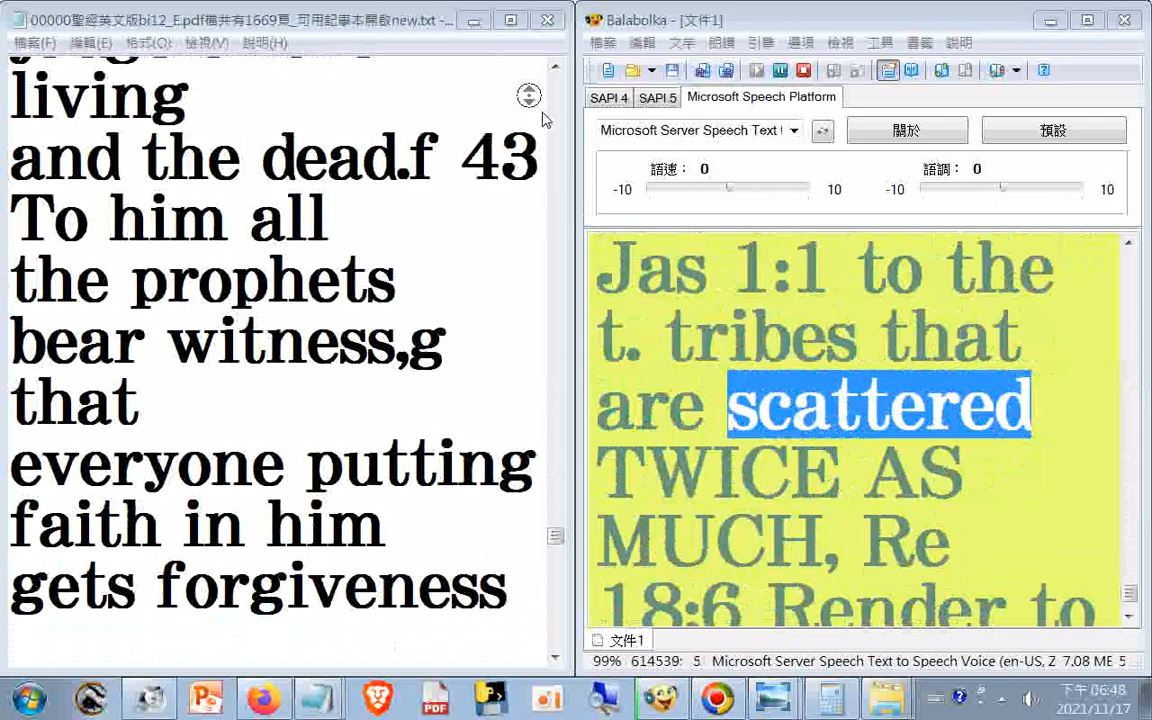 00000聖經英文版bi12_E.pdf檔共有1669頁_可用記事本開啟new.txt -...
檔案(F) 編輯(E) 格式(O) 檢視(V) 說明(H)
living
and the dead.f 43
To him all
the prophets
bear witness,g
that
everyone putting
faith in him
gets forgiveness
Balabolka - [文件1]
檔案 編輯 文字 朗讀 引擎 選項 檢視 工具 書籤 說明
SAPI 4 SAPI 5 Microsoft Speech Platform
Microsoft Server Speech Text t 關於 預設
語速： 0 語調： 0
-10 10 -10 10
Jas 1:1 to the
t. tribes that
are scattered
TWICE AS
MUCH, Re
18:6 Render to
文件1
99% 614539: 5 Microsoft Server Speech Text to Speech Voice (en-US, Z 7.08 ME 5
PDF
下午 06:48
2021/11/17